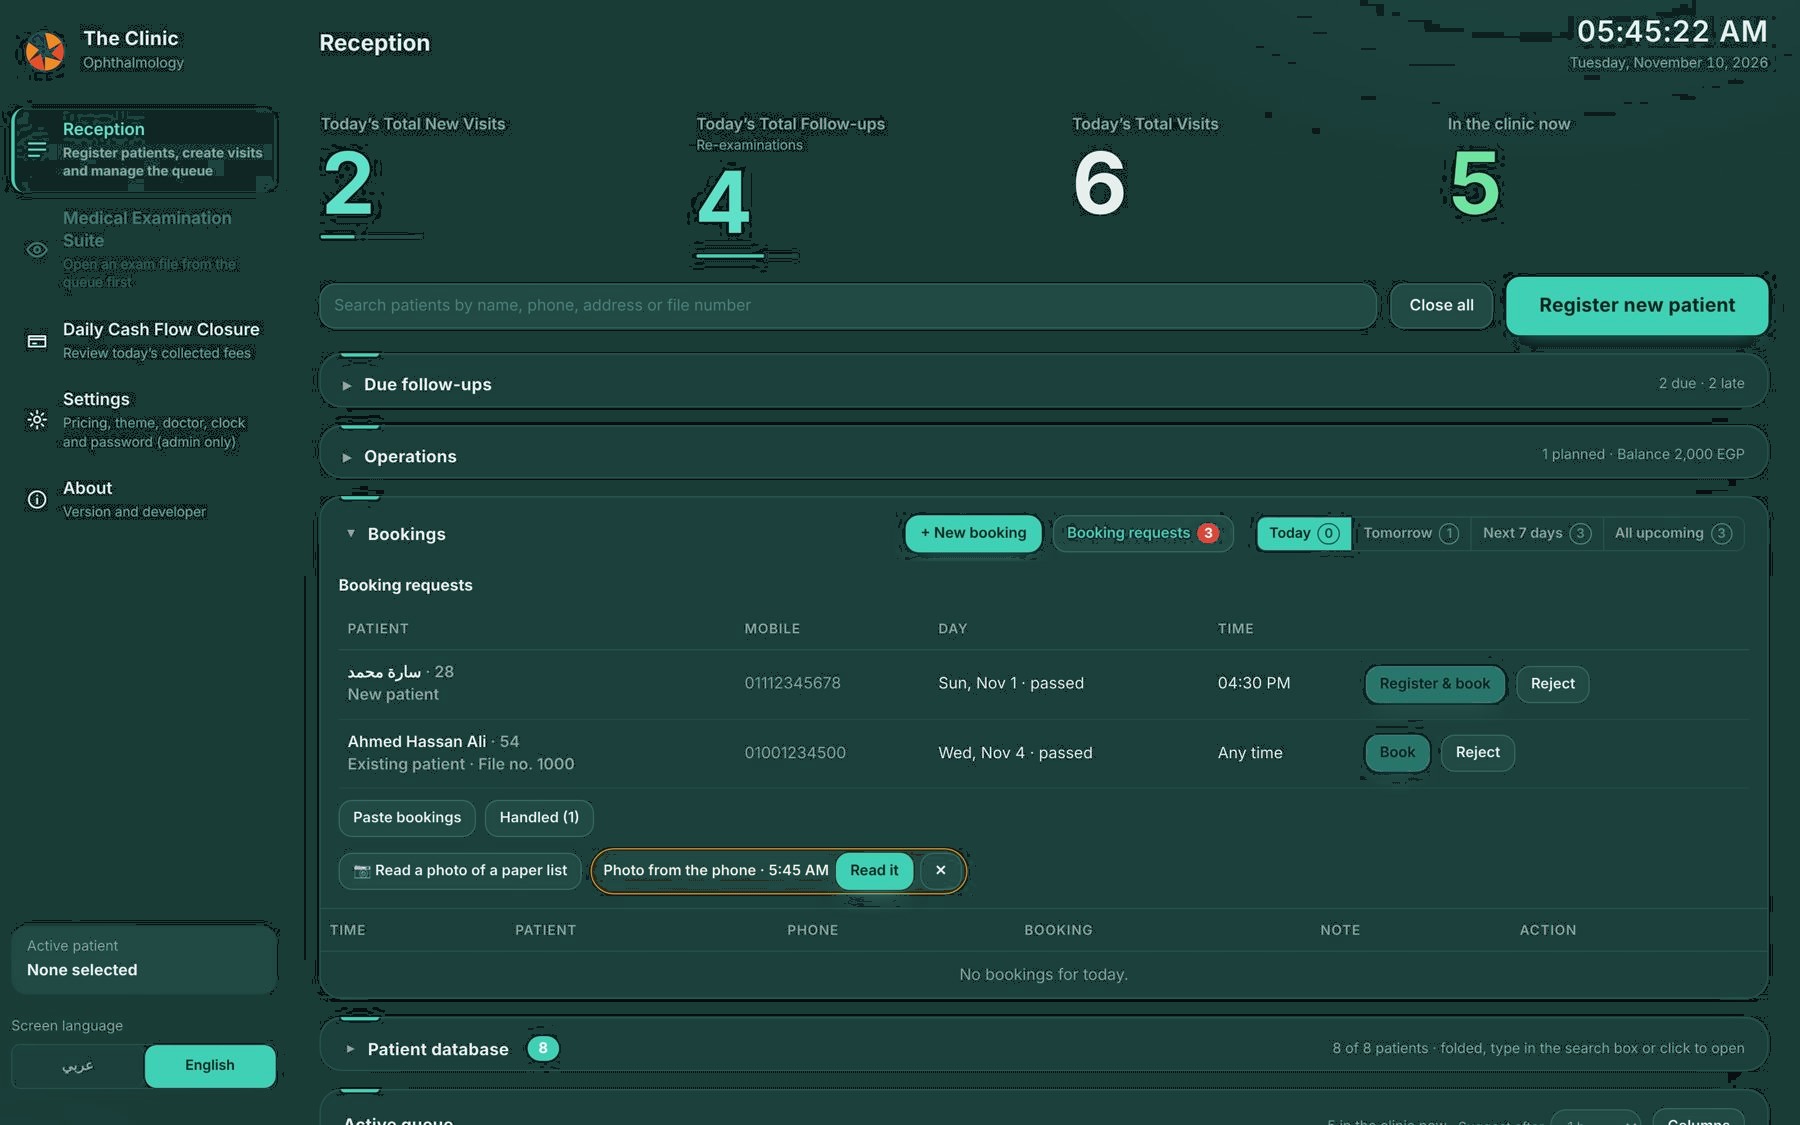 The Clinic
Ophthalmology
Reception
05:45:22 AM
Tuesday, November 10, 2026
Reception
Register patients, create visits
and manage the queue
Medical Examination
Suite
Open an exam file from the
queue first
Daily Cash Flow Closure
Review today's collected fees
Settings
Pricing, theme, doctor, clock
and password (admin only)
About
Version and developer
Active patient
None selected
Screen language
عربي English
Today's Total New Visits
2
Today's Total Follow-ups
Re-examinations
4
Today's Total Visits
6
In the clinic now
5
Search patients by name, phone, address or file number
Close all
Register new patient
▸ Due follow-ups
2 due · 2 late
▸ Operations
1 planned · Balance 2,000 EGP
▾ Bookings
+ New booking
Booking requests 3
Today 0
Tomorrow 1
Next 7 days 3
All upcoming 3
Booking requests
PATIENT MOBILE DAY TIME
سارة محمد · 28
New patient
01112345678 Sun, Nov 1 · passed 04:30 PM Register & book Reject
Ahmed Hassan Ali · 54
Existing patient · File no. 1000
01001234500 Wed, Nov 4 · passed Any time Book Reject
Paste bookings Handled (1)
📷 Read a photo of a paper list Photo from the phone · 5:45 AM Read it ×
TIME PATIENT PHONE BOOKING NOTE ACTION
No bookings for today.
▸ Patient database 8
8 of 8 patients · folded, type in the search box or click to open
Active queue
5 in the clinic now
Columns